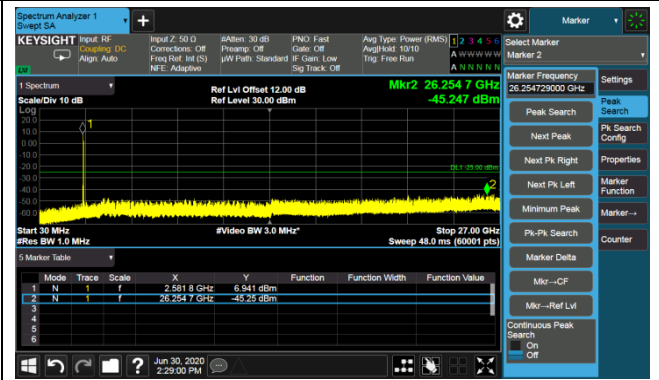 Spectrum Analyzer 1
Swept SA
Marker
KEYSIGHT Input: RF
Coupling: DC
Align: Auto
Input Z: 50 Ω
Corrections: Off
Freq Ref: Int (S)
NFE: Adaptive
#Atten: 30 dB
Preamp: Off
µW Path: Standard
PNO: Fast
Gate: Off
IF Gain: Low
Sig Track: Off
Avg Type: Power (RMS)
Avg|Hold: 10/10
Trig: Free Run
1 2 3 4 5 6
A W W W W W
A N N N N N
LXI
Select Marker
Marker 2
1 Spectrum
Scale/Div 10 dB
Ref Lvl Offset 12.00 dB
Ref Level 30.00 dBm
Mkr2 26.254 7 GHz
-45.247 dBm
Log
20.0
10.0
0.00
-10.0
-20.0
-30.0
-40.0
-50.0
-60.0
1
DL1 -25.00 dBm
2
Start 30 MHz
#Res BW 1.0 MHz
#Video BW 3.0 MHz*
Stop 27.00 GHz
Sweep 48.0 ms (60001 pts)
5 Marker Table
Mode Trace Scale X Y Function Function Width Function Value
1 N 1 f 2.581 8 GHz 6.941 dBm
2 N 1 f 26.254 7 GHz -45.25 dBm
3
4
5
6
Marker Frequency
26.254729000 GHz
Peak Search
Next Peak
Next Pk Right
Next Pk Left
Minimum Peak
Pk-Pk Search
Marker Delta
Mkr→CF
Mkr→Ref Lvl
Continuous Peak
Search
On
Off
Settings
Peak
Search
Pk Search
Config
Properties
Marker
Function
Marker→
Counter
?
Jun 30, 2020
2:29:00 PM